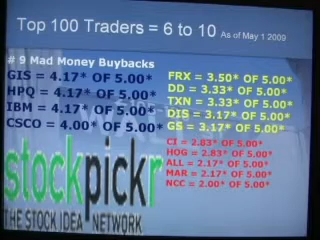 Top 100 Traders = 6 to 10 As of May 1 2009
# 9 Mad Money Buybacks
GIS = 4.17* OF 5.00*
HPQ = 4.17* OF 5.00*
IBM = 4.17* OF 5.00*
CSCO = 4.00* OF 5.00*
FRX = 3.50* OF 5.00*
DD = 3.33* OF 5.00*
TXN = 3.33* OF 5.00*
DIS = 3.17* OF 5.00*
GS = 3.17* OF 5.00*
CI = 2.03* OF 5.00*
HOG = 2.83* OF 5.00*
ALL = 2.17* OF 5.00*
MAR = 2.17* OF 5.00*
NCC = 2.00* OF 5.00*
stockpickr
THE STOCK IDEA NETWORK